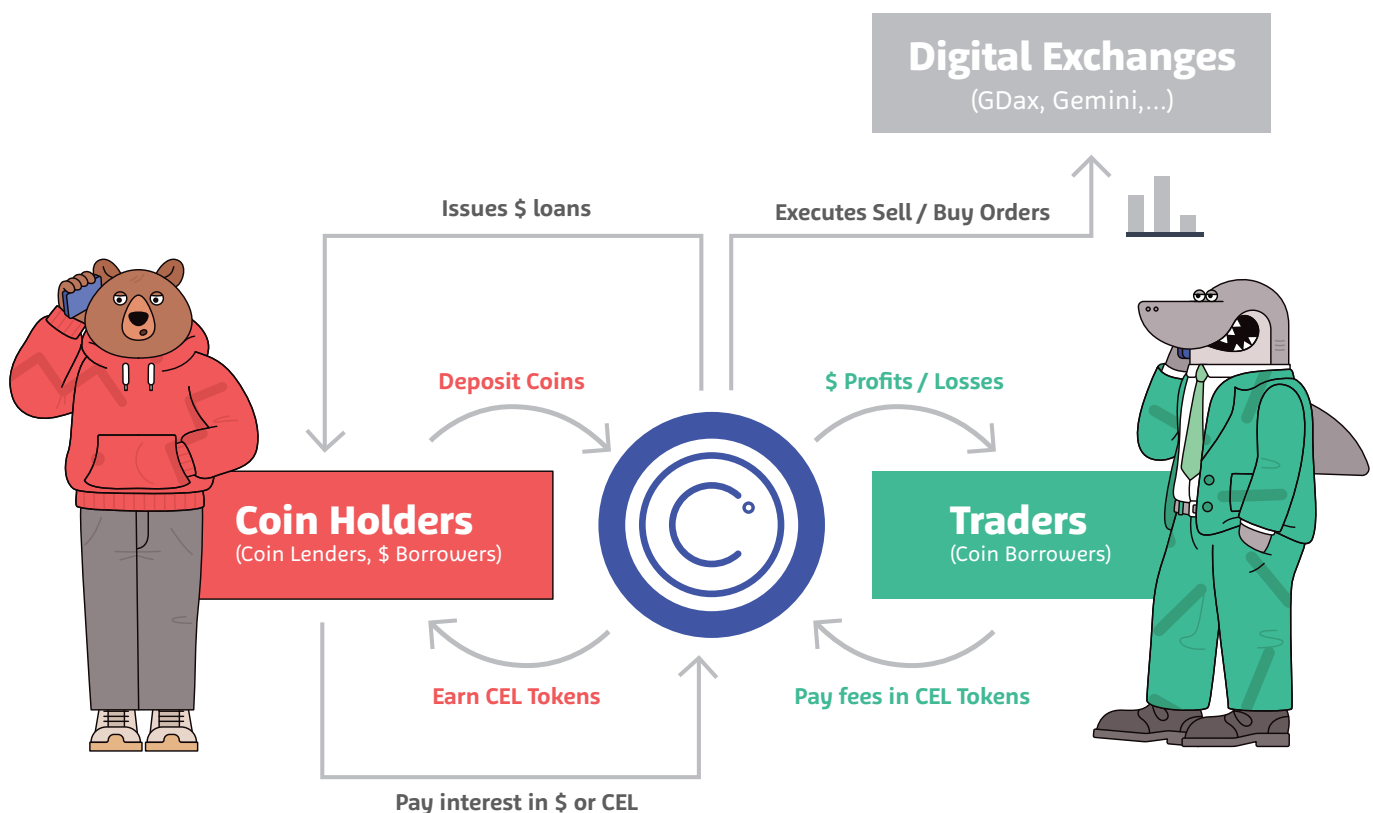 Digital Exchanges
(GDax, Gemini,...)
Issues $ loans
Executes Sell / Buy Orders
Deposit Coins
$ Profits / Losses
Coin Holders
(Coin Lenders, $ Borrowers)
Traders
(Coin Borrowers)
Earn CEL Tokens
Pay fees in CEL Tokens
Pay interest in $ or CEL